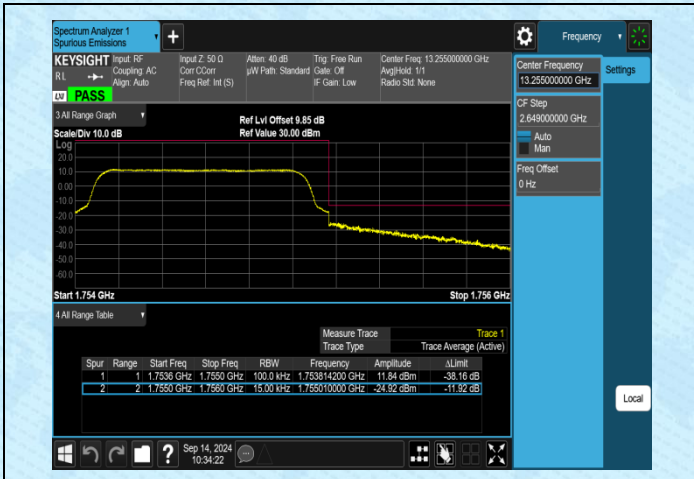 Spectrum Analyzer 1
Spurious Emissions
+
Frequency
KEYSIGHT Input: RF Input Z: 50 Ω Atten: 40 dB Trig: Free Run Center Freq: 13.255000000 GHz
RL Coupling: AC Corr CCorr µW Path: Standard Gate: Off Avg|Hold: 1/1
Align: Auto Freq Ref: Int (S) IF Gain: Low Radio Std: None
LXI PASS
Center Frequency
13.255000000 GHz
Settings
CF Step
2.649000000 GHz
Auto
Man
Freq Offset
0 Hz
3 All Range Graph
Ref Lvl Offset 9.85 dB
Scale/Div 10.0 dB Ref Value 30.00 dBm
Log
20.0
10.0
0.00
-10.0
-20.0
-30.0
-40.0
-50.0
-60.0
Start 1.754 GHz Stop 1.756 GHz
4 All Range Table
Measure Trace Trace 1
Trace Type Trace Average (Active)
Spur Range Start Freq Stop Freq RBW Frequency Amplitude ΔLimit
1 1 1.7536 GHz 1.7550 GHz 100.0 kHz 1.753814200 GHz 11.84 dBm -38.16 dB
2 2 1.7550 GHz 1.7560 GHz 15.00 kHz 1.755010000 GHz -24.92 dBm -11.92 dB
Local
? Sep 14, 2024
10:34:22